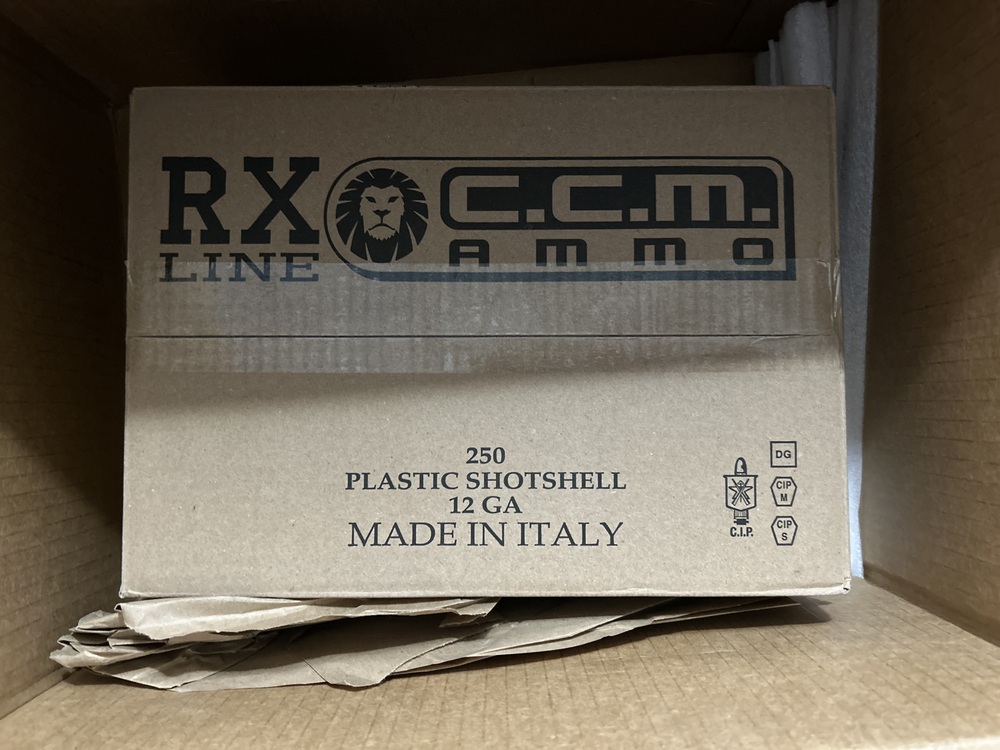 RX
LINE
C.C.M.
AMMO
250
PLASTIC SHOTSHELL
12 GA
MADE IN ITALY
C.I.P.
DG
CIP
M
CIP
S